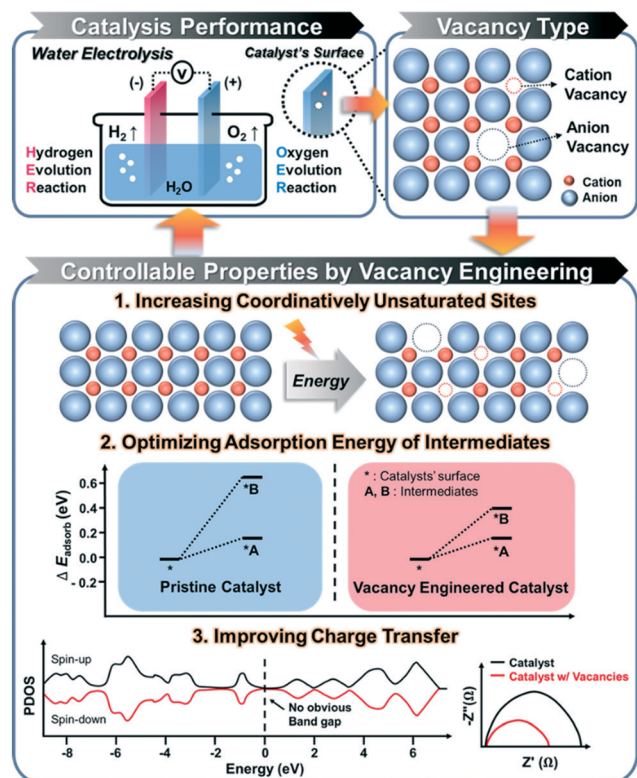 Catalysis Performance
Water Electrolysis
Catalyst's Surface
(-)
V
(+)
H₂↑
O₂↑
Hydrogen
Evolution
Reaction
H₂O
Oxygen
Evolution
Reaction
Vacancy Type
Cation
Vacancy
Anion
Vacancy
Cation
Anion
Controllable Properties by Vacancy Engineering
1. Increasing Coordinatively Unsaturated Sites
Energy
2. Optimizing Adsorption Energy of Intermediates
Δ E adsorb (eV)
0.6
0.4
0.2
0.0
- 0.2
*B
*A
*
Pristine Catalyst
* : Catalysts' surface
A, B : Intermediates
*B
*A
*
Vacancy Engineered Catalyst
3. Improving Charge Transfer
PDOS
Spin-up
Spin-down
No obvious
Band gap
-8 -6 -4 -2 0 2 4 6
Energy (eV)
Catalyst
Catalyst w/ Vacancies
-Z"(Ω)
Z' (Ω)